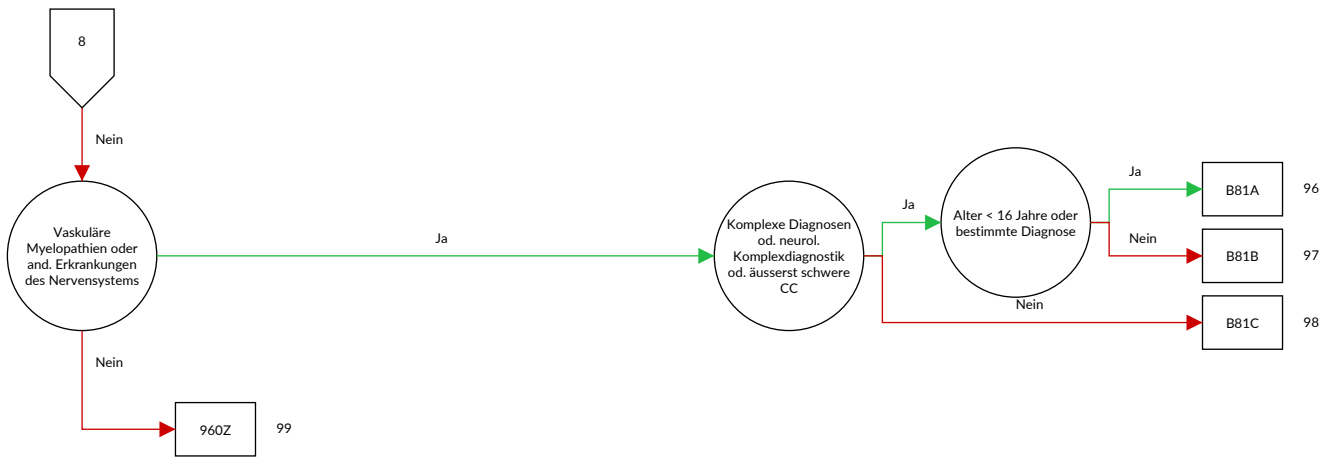 8
Nein
Vaskuläre
Myelopathien oder
and. Erkrankungen
des Nervensystems
Ja
Komplexe Diagnosen
od. neurol.
Komplexdiagnostik
od. äusserst schwere
CC
Ja
Alter < 16 Jahre oder
bestimmte Diagnose
Ja
B81A
96
Nein
B81B
97
Nein
B81C
98
Nein
960Z
99